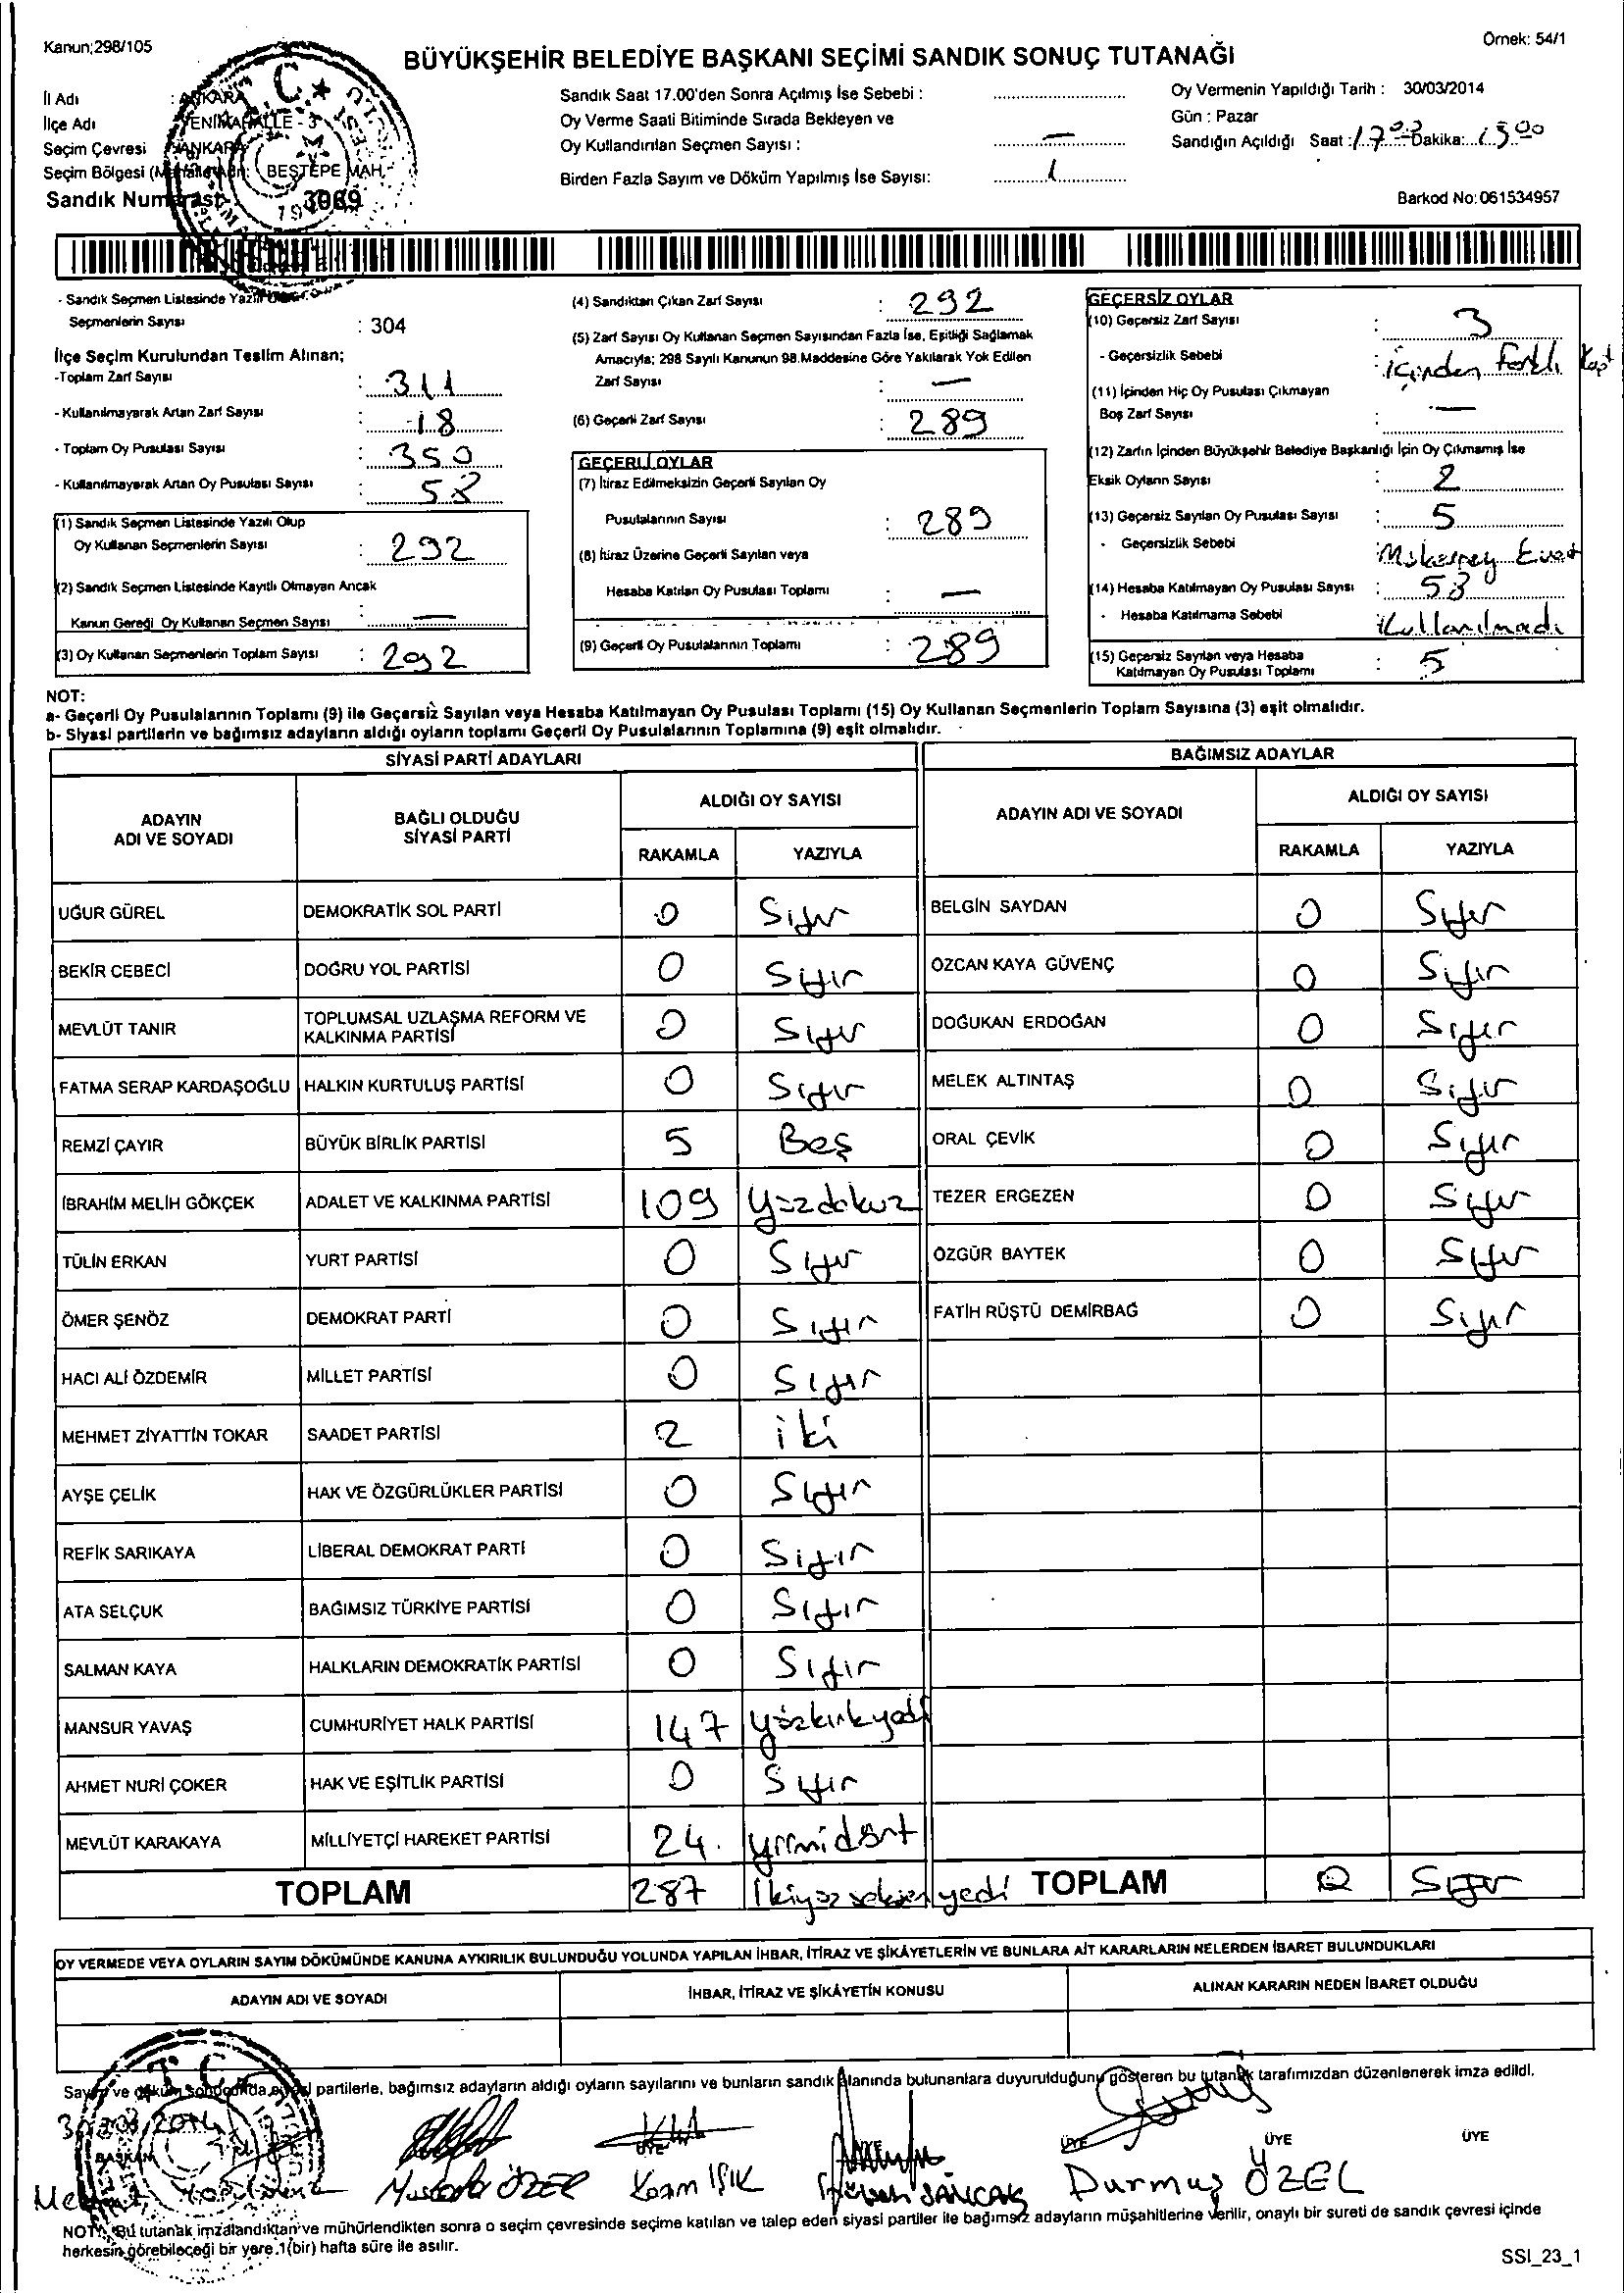 Kanun;298/105
Örnek: 54/1
BÜYÜKŞEHİR BELEDİYE BAŞKANI SEÇİMİ SANDIK SONUÇ TUTANAĞI
İl Adı : ANKARA
İlçe Adı YENİMAHALLE - 3
Seçim Çevresi ANKARA
Seçim Bölgesi BEŞTEPE MAH.
Sandık Numarası 3069
Sandık Saat 17.00'den Sonra Açılmış İse Sebebi :
Oy Verme Saati Bitiminde Sırada Bekleyen ve
Oy Kullandırılan Seçmen Sayısı : —
Birden Fazla Sayım ve Döküm Yapılmış İse Sayısı: 1
Oy Vermenin Yapıldığı Tarih : 30/03/2014
Gün : Pazar
Sandığın Açıldığı Saat : Dakika:
Barkod No:061534957
- Sandık Seçmen Listesinde Yazılı
Seçmenlerin Sayısı : 304
İlçe Seçim Kurulundan Teslim Alınan;
-Toplam Zarf Sayısı : 311
- Kullanılmayarak Artan Zarf Sayısı : 18
- Toplam Oy Pusulası Sayısı : 350
- Kullanılmayarak Artan Oy Pusulası Sayısı : 58
(1) Sandık Seçmen Listesinde Yazılı Olup
Oy Kullanan Seçmenlerin Sayısı : 292
(2) Sandık Seçmen Listesinde Kayıtlı Olmayan Ancak
Kanun Gereği Oy Kullanan Seçmen Sayısı : —
(3) Oy Kullanan Seçmenlerin Toplam Sayısı : 292
(4) Sandıktan Çıkan Zarf Sayısı : 292
(5) Zarf Sayısı Oy Kullanan Seçmen Sayısından Fazla İse, Eşitliği Sağlamak
Amacıyla; 298 Sayılı Kanunun 98.Maddesine Göre Yakılarak Yok Edilen
Zarf Sayısı : —
(6) Geçerli Zarf Sayısı : 289
GEÇERLİ OYLAR
(7) İtiraz Edilmeksizin Geçerli Sayılan Oy
Pusulalarının Sayısı : 289
(8) İtiraz Üzerine Geçerli Sayılan veya
Hesaba Katılan Oy Pusulası Toplamı : —
(9) Geçerli Oy Pusulalarının Toplamı : 289
GEÇERSİZ OYLAR
(10) Geçersiz Zarf Sayısı : 3
- Geçersizlik Sebebi : içinden farklı
(11) İçinden Hiç Oy Pusulası Çıkmayan
Boş Zarf Sayısı : —
(12) Zarfın İçinden Büyükşehir Belediye Başkanlığı İçin Oy Çıkmamış İse
Eksik Oyların Sayısı : 2
(13) Geçersiz Sayılan Oy Pusulası Sayısı : 5
- Geçersizlik Sebebi : Evet
(14) Hesaba Katılmayan Oy Pusulası Sayısı : 58
- Hesaba Katılmama Sebebi : Kullanılmadı
(15) Geçersiz Sayılan veya Hesaba
Katılmayan Oy Pusulası Toplamı : 5
NOT:
a- Geçerli Oy Pusulalarının Toplamı (9) ile Geçersiz Sayılan veya Hesaba Katılmayan Oy Pusulası Toplamı (15) Oy Kullanan Seçmenlerin Toplam Sayısına (3) eşit olmalıdır.
b- Siyasi partilerin ve bağımsız adayların aldığı oyların toplamı Geçerli Oy Pusulalarının Toplamına (9) eşit olmalıdır.
SİYASİ PARTİ ADAYLARI
ADAYIN ADI VE SOYADI BAĞLI OLDUĞU SİYASİ PARTİ ALDIĞI OY SAYISI
RAKAMLA YAZIYLA
UĞUR GÜREL DEMOKRATİK SOL PARTİ 0 Sıfır
BEKİR CEBECİ DOĞRU YOL PARTİSİ 0 Sıfır
MEVLÜT TANIR TOPLUMSAL UZLAŞMA REFORM VE KALKINMA PARTİSİ 0 Sıfır
FATMA SERAP KARDAŞOĞLU HALKIN KURTULUŞ PARTİSİ 0 Sıfır
REMZİ ÇAYIR BÜYÜK BİRLİK PARTİSİ 5 Beş
İBRAHİM MELİH GÖKÇEK ADALET VE KALKINMA PARTİSİ 109 yüzdokuz
TÜLİN ERKAN YURT PARTİSİ 0 Sıfır
ÖMER ŞENÖZ DEMOKRAT PARTİ 0 Sıfır
HACI ALİ ÖZDEMİR MİLLET PARTİSİ 0 Sıfır
MEHMET ZİYATTİN TOKAR SAADET PARTİSİ 2 iki
AYŞE ÇELİK HAK VE ÖZGÜRLÜKLER PARTİSİ 0 Sıfır
REFİK SARIKAYA LİBERAL DEMOKRAT PARTİ 0 Sıfır
ATA SELÇUK BAĞIMSIZ TÜRKİYE PARTİSİ 0 Sıfır
SALMAN KAYA HALKLARIN DEMOKRATİK PARTİSİ 0 Sıfır
MANSUR YAVAŞ CUMHURİYET HALK PARTİSİ 147 yüzkırkyedi
AHMET NURİ ÇOKER HAK VE EŞİTLİK PARTİSİ 0 Sıfır
MEVLÜT KARAKAYA MİLLİYETÇİ HAREKET PARTİSİ 24 yirmidört
TOPLAM 287 İkiyüzseksenyedi
BAĞIMSIZ ADAYLAR
ADAYIN ADI VE SOYADI ALDIĞI OY SAYISI
RAKAMLA YAZIYLA
BELGİN SAYDAN 0 Sıfır
ÖZCAN KAYA GÜVENÇ 0 Sıfır
DOĞUKAN ERDOĞAN 0 Sıfır
MELEK ALTINTAŞ 0 Sıfır
ORAL ÇEVİK 0 Sıfır
TEZER ERGEZEN 0 Sıfır
ÖZGÜR BAYTEK 0 Sıfır
FATİH RÜŞTÜ DEMİRBAĞ 0 Sıfır
TOPLAM 0 Sıfır
OY VERMEDE VEYA OYLARIN SAYIM DÖKÜMÜNDE KANUNA AYKIRILIK BULUNDUĞU YOLUNDA YAPILAN İHBAR, İTİRAZ VE ŞİKÂYETLERİN VE BUNLARA AİT KARARLARIN NELERDEN İBARET BULUNDUKLARI
ADAYIN ADI VE SOYADI İHBAR, İTİRAZ VE ŞİKÂYETİN KONUSU ALINAN KARARIN NEDEN İBARET OLDUĞU
Sayım ve döküm sonucunda siyasi partilerle, bağımsız adayların aldığı oyların sayılarını ve bunların sandık alanında bulunanlara duyurulduğunu gösteren bu tutanak tarafımızdan düzenlenerek imza edildi.
BAŞKAN ÜYE ÜYE ÜYE ÜYE
Mustafa ÖZER IŞIK SANCAK Durmuş ÖZEL
NOT: Bu tutanak imzalandıktan ve mühürlendikten sonra o seçim çevresinde seçime katılan ve talep eden siyasi partiler ile bağımsız adayların müşahitlerine verilir, onaylı bir sureti de sandık çevresi içinde
herkesin görebileceği bir yere 1(bir) hafta süre ile asılır.
SSI_23_1